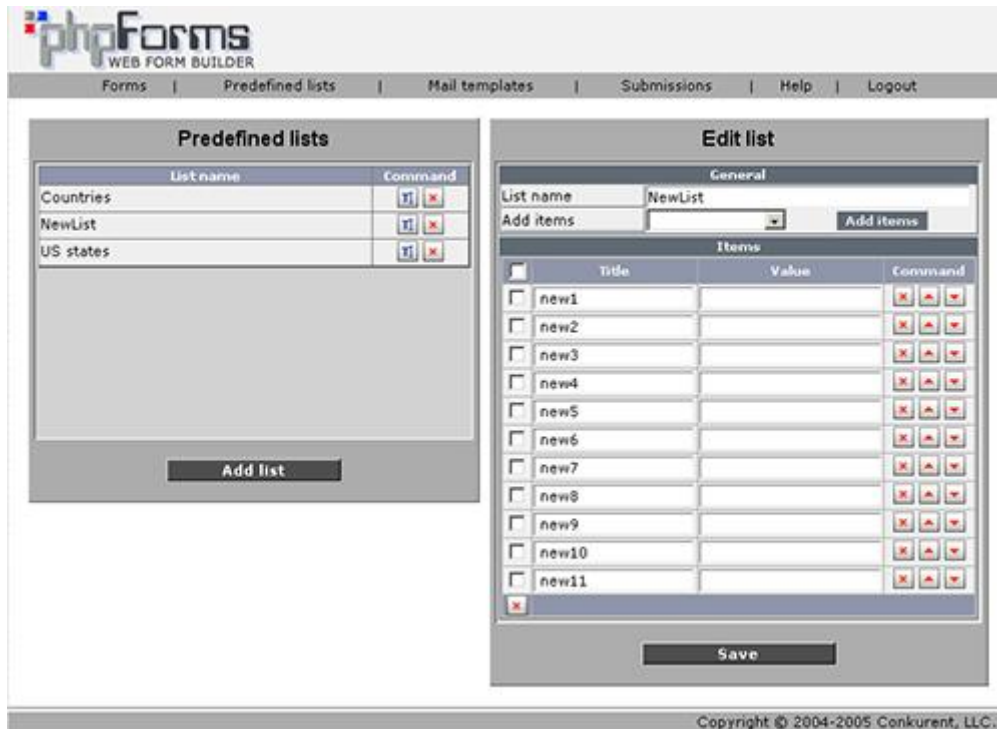 phpForms
WEB FORM BUILDER
Forms | Predefined lists | Mail templates | Submissions | Help | Logout
Predefined lists
List name Command
Countries
NewList
US states
Add list
Edit list
General
List name NewList
Add items Add items
Items
Title Value Command
new1
new2
new3
new4
new5
new6
new7
new8
new9
new10
new11
Save
Copyright © 2004-2005 Conkurent, LLC.